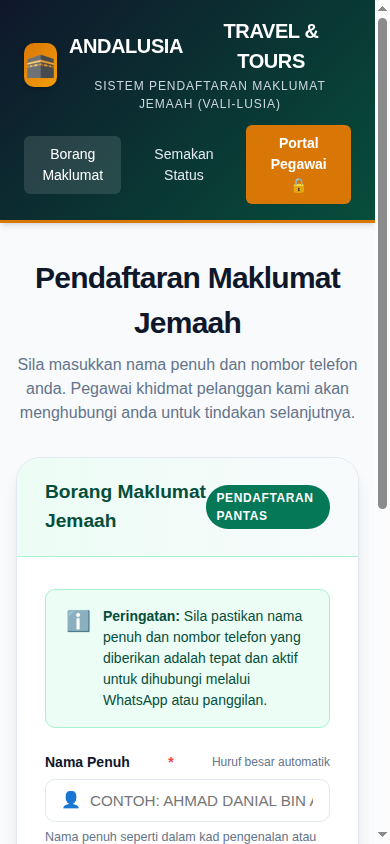 ANDALUSIA TRAVEL &
TOURS
SISTEM PENDAFTARAN MAKLUMAT
JEMAAH (VALI-LUSIA)
Borang
Maklumat
Semakan
Status
Portal
Pegawai
🔒
Pendaftaran Maklumat
Jemaah
Sila masukkan nama penuh dan nombor telefon
anda. Pegawai khidmat pelanggan kami akan
menghubungi anda untuk tindakan selanjutnya.
Borang Maklumat
Jemaah
PENDAFTARAN
PANTAS
Peringatan: Sila pastikan nama
penuh dan nombor telefon yang
diberikan adalah tepat dan aktif
untuk dihubungi melalui
WhatsApp atau panggilan.
Nama Penuh * Huruf besar automatik
CONTOH: AHMAD DANIAL BIN
Nama penuh seperti dalam kad pengenalan atau